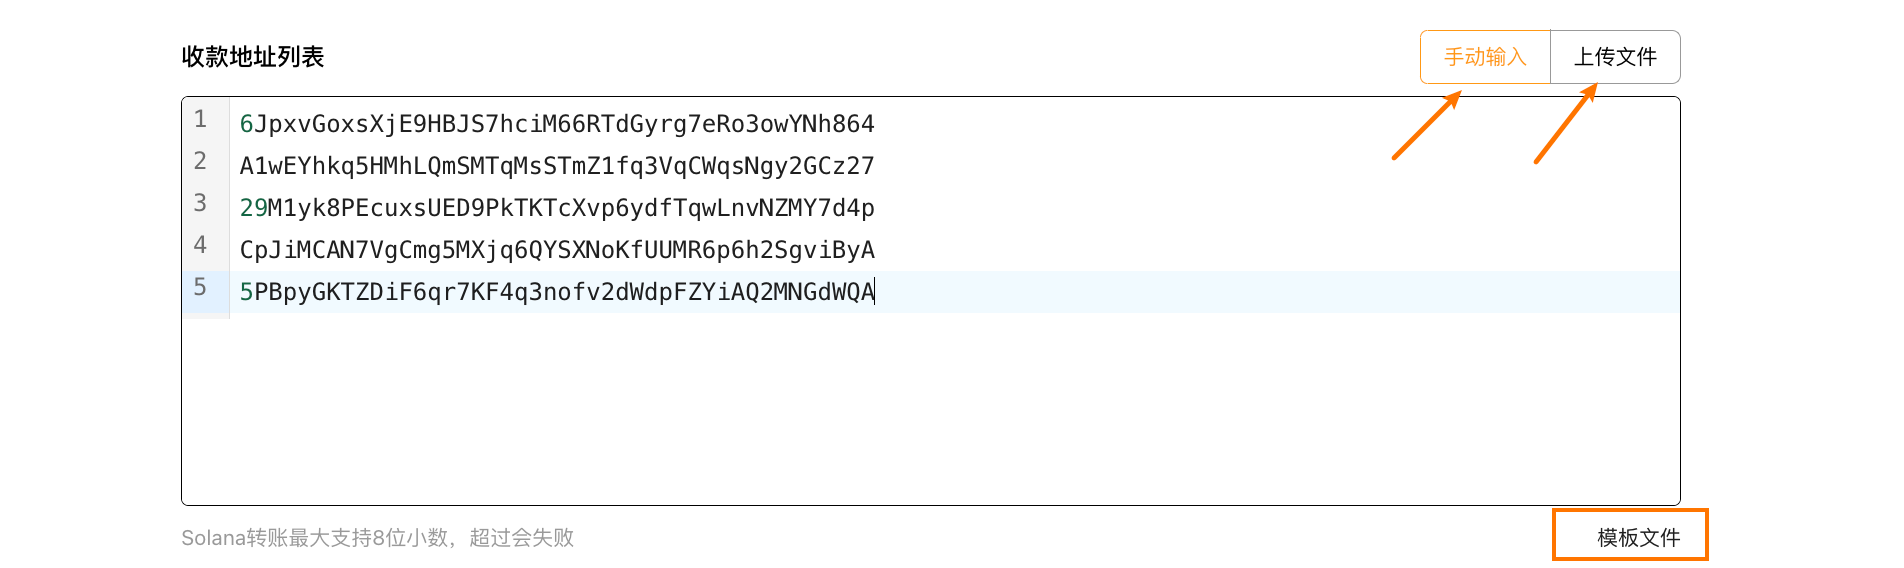 收款地址列表
手动输入
上传文件
1 6JpxvGoxsXjE9HBJS7hciM66RTdGyrg7eRo3owYNh864
2 A1wEYhkq5HMhLQmSMTqMsSTmZ1fq3VqCWqsNgy2GCz27
3 29M1yk8PEcuxsUED9PkTKTcXvp6ydfTqwLnvNZMY7d4p
4 CpJiMCAN7VgCmg5MXjq6QYSXNoKfUUMR6p6h2SgviByA
5 5PBpyGKTZDiF6qr7KF4q3nofv2dWdpFZYiAQ2MNGdWQA
Solana转账最大支持8位小数，超过会失败
模板文件